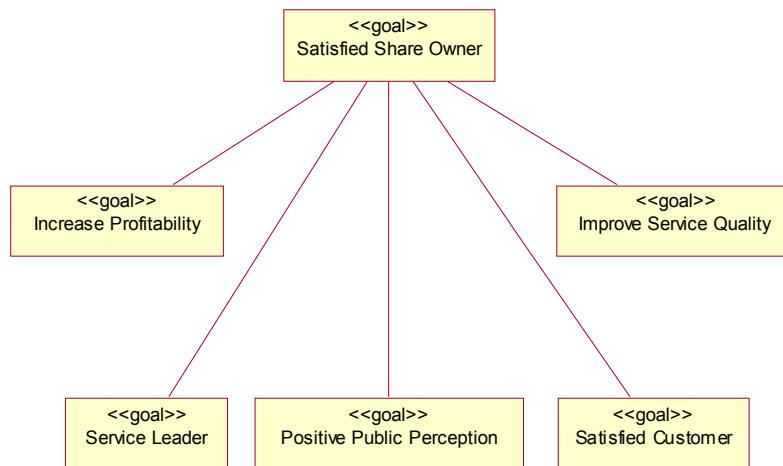 <<goal>>
Satisfied Share Owner
<<goal>>
Increase Profitability
<<goal>>
Improve Service Quality
<<goal>>
Service Leader
<<goal>>
Positive Public Perception
<<goal>>
Satisfied Customer